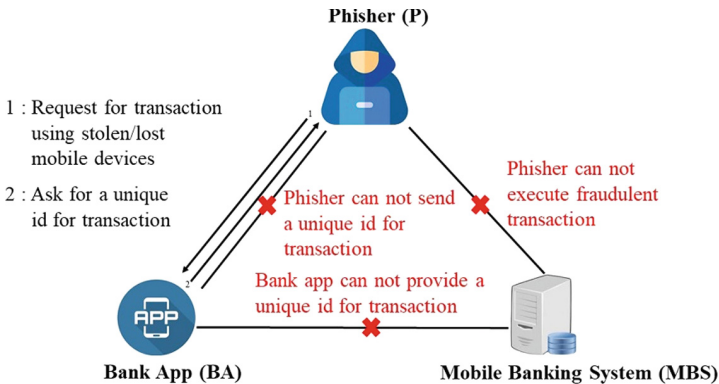 Phisher (P)
1 : Request for transaction
using stolen/lost
mobile devices
2 : Ask for a unique
id for transaction
1
Phisher can not
execute fraudulent
transaction
Phisher can not send
a unique id for
transaction
Bank app can not provide a
unique id for transaction
2
APP
Bank App (BA)
Mobile Banking System (MBS)